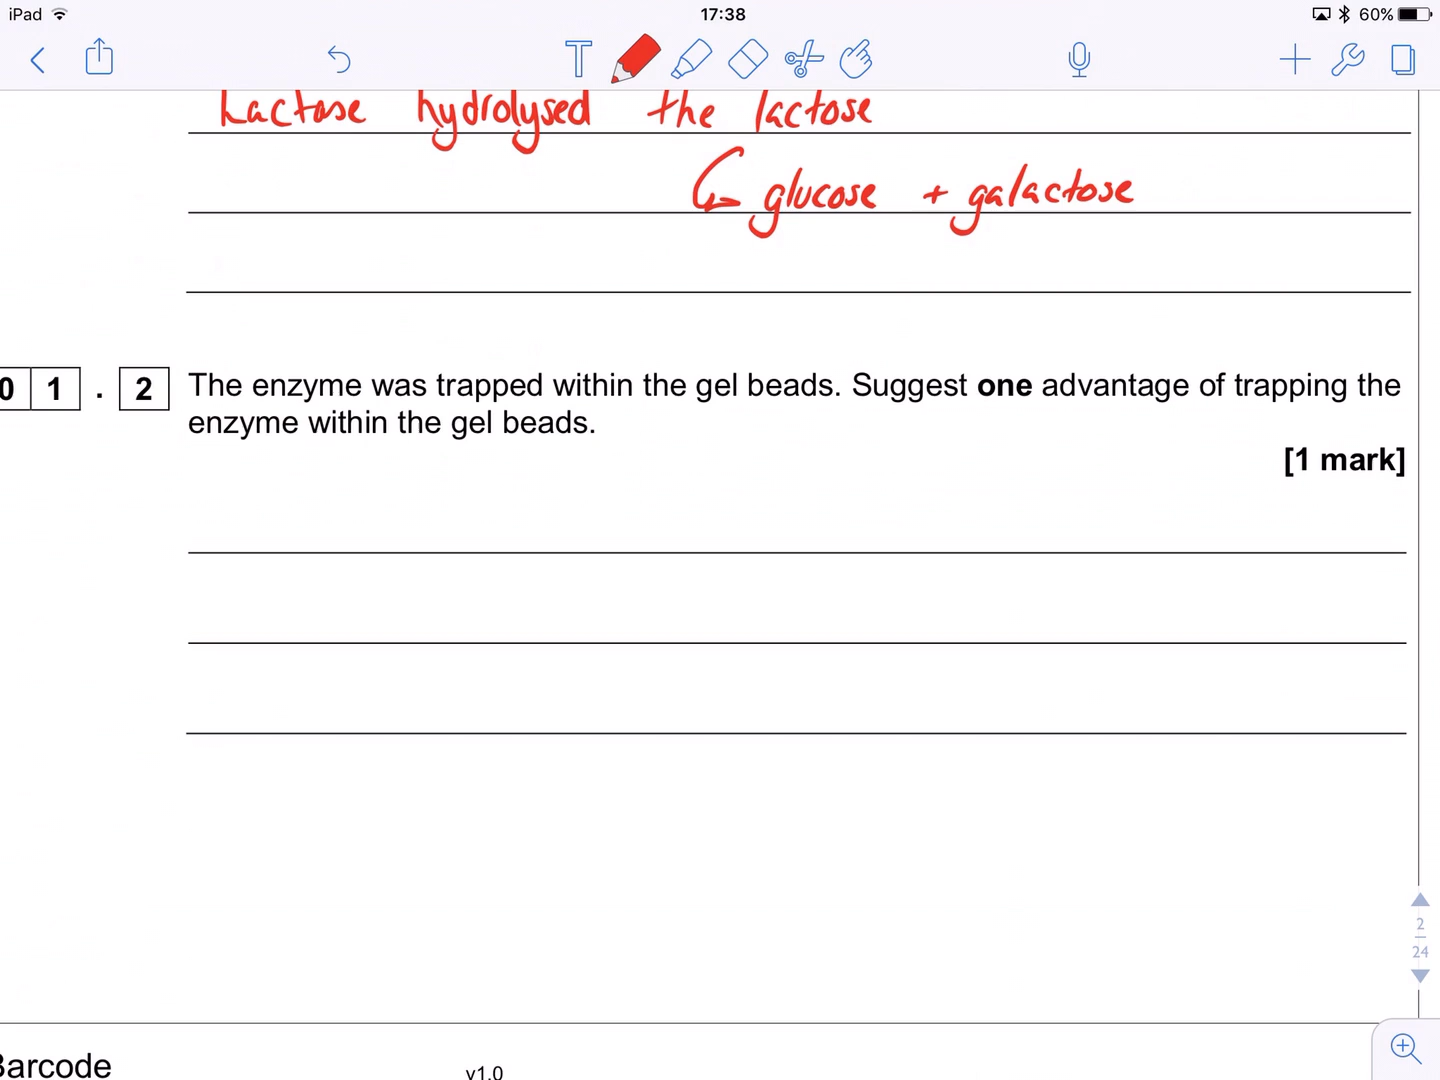 iPad 17:38 60%
Lactase hydrolysed the lactose
glucose + galactose
0 1 . 2 The enzyme was trapped within the gel beads. Suggest one advantage of trapping the
enzyme within the gel beads.
[1 mark]
2
24
Barcode v1.0